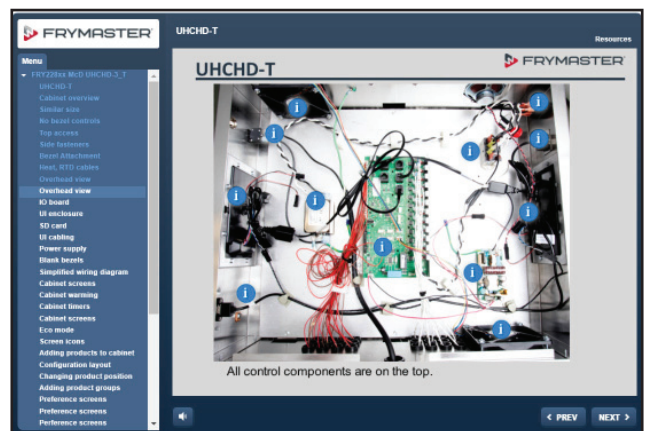 FRYMASTER
UHCHD-T
Resources
Menu
FRY228xx McD UHCHD-3_T
UHCHD-T
Cabinet overview
Similar size
No bezel controls
Top access
Side fasteners
Bezel Attachment
Heat, RTD cables
Overhead view
Overhead view
IO board
UI enclosure
SD card
UI cabling
Power supply
Blank bezels
Simplified wiring diagram
Cabinet screens
Cabinet warming
Cabinet timers
Cabinet screens
Eco mode
Screen icons
Adding products to cabinet
Configuration layout
Changing product position
Adding product groups
Preference screens
Preference screens
Perference screens
UHCHD-T
FRYMASTER
i
i
i
i
i
i
i
i
i
i
i
i
All control components are on the top.
< PREV
NEXT >